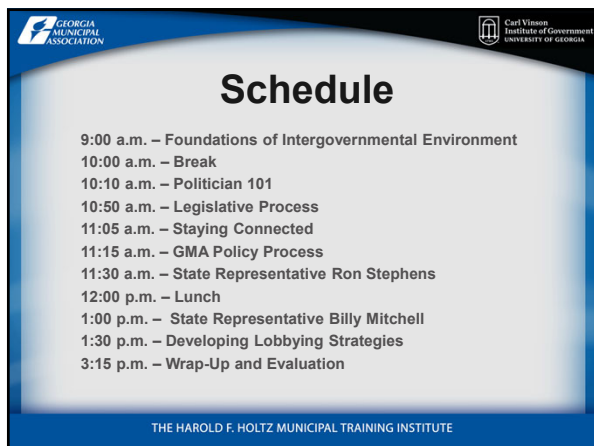 GEORGIA
MUNICIPAL
ASSOCIATION
Carl Vinson
Institute of Government
UNIVERSITY OF GEORGIA
Schedule
9:00 a.m. – Foundations of Intergovernmental Environment
10:00 a.m. – Break
10:10 a.m. – Politician 101
10:50 a.m. – Legislative Process
11:05 a.m. – Staying Connected
11:15 a.m. – GMA Policy Process
11:30 a.m. – State Representative Ron Stephens
12:00 p.m. – Lunch
1:00 p.m. – State Representative Billy Mitchell
1:30 p.m. – Developing Lobbying Strategies
3:15 p.m. – Wrap-Up and Evaluation
THE HAROLD F. HOLTZ MUNICIPAL TRAINING INSTITUTE